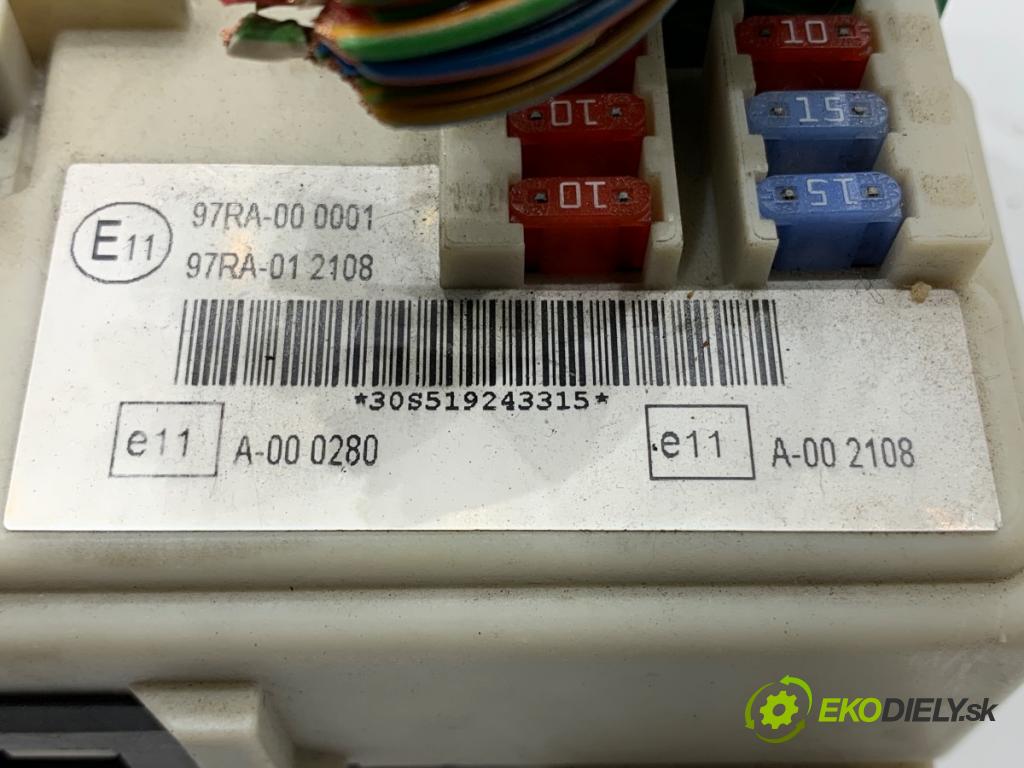 10
10
15
10
15
E11
97RA-00 0001
97RA-01 2108
*30S519243315*
e11
A-00 0280
e11
A-00 2108
EKODIELY.sk